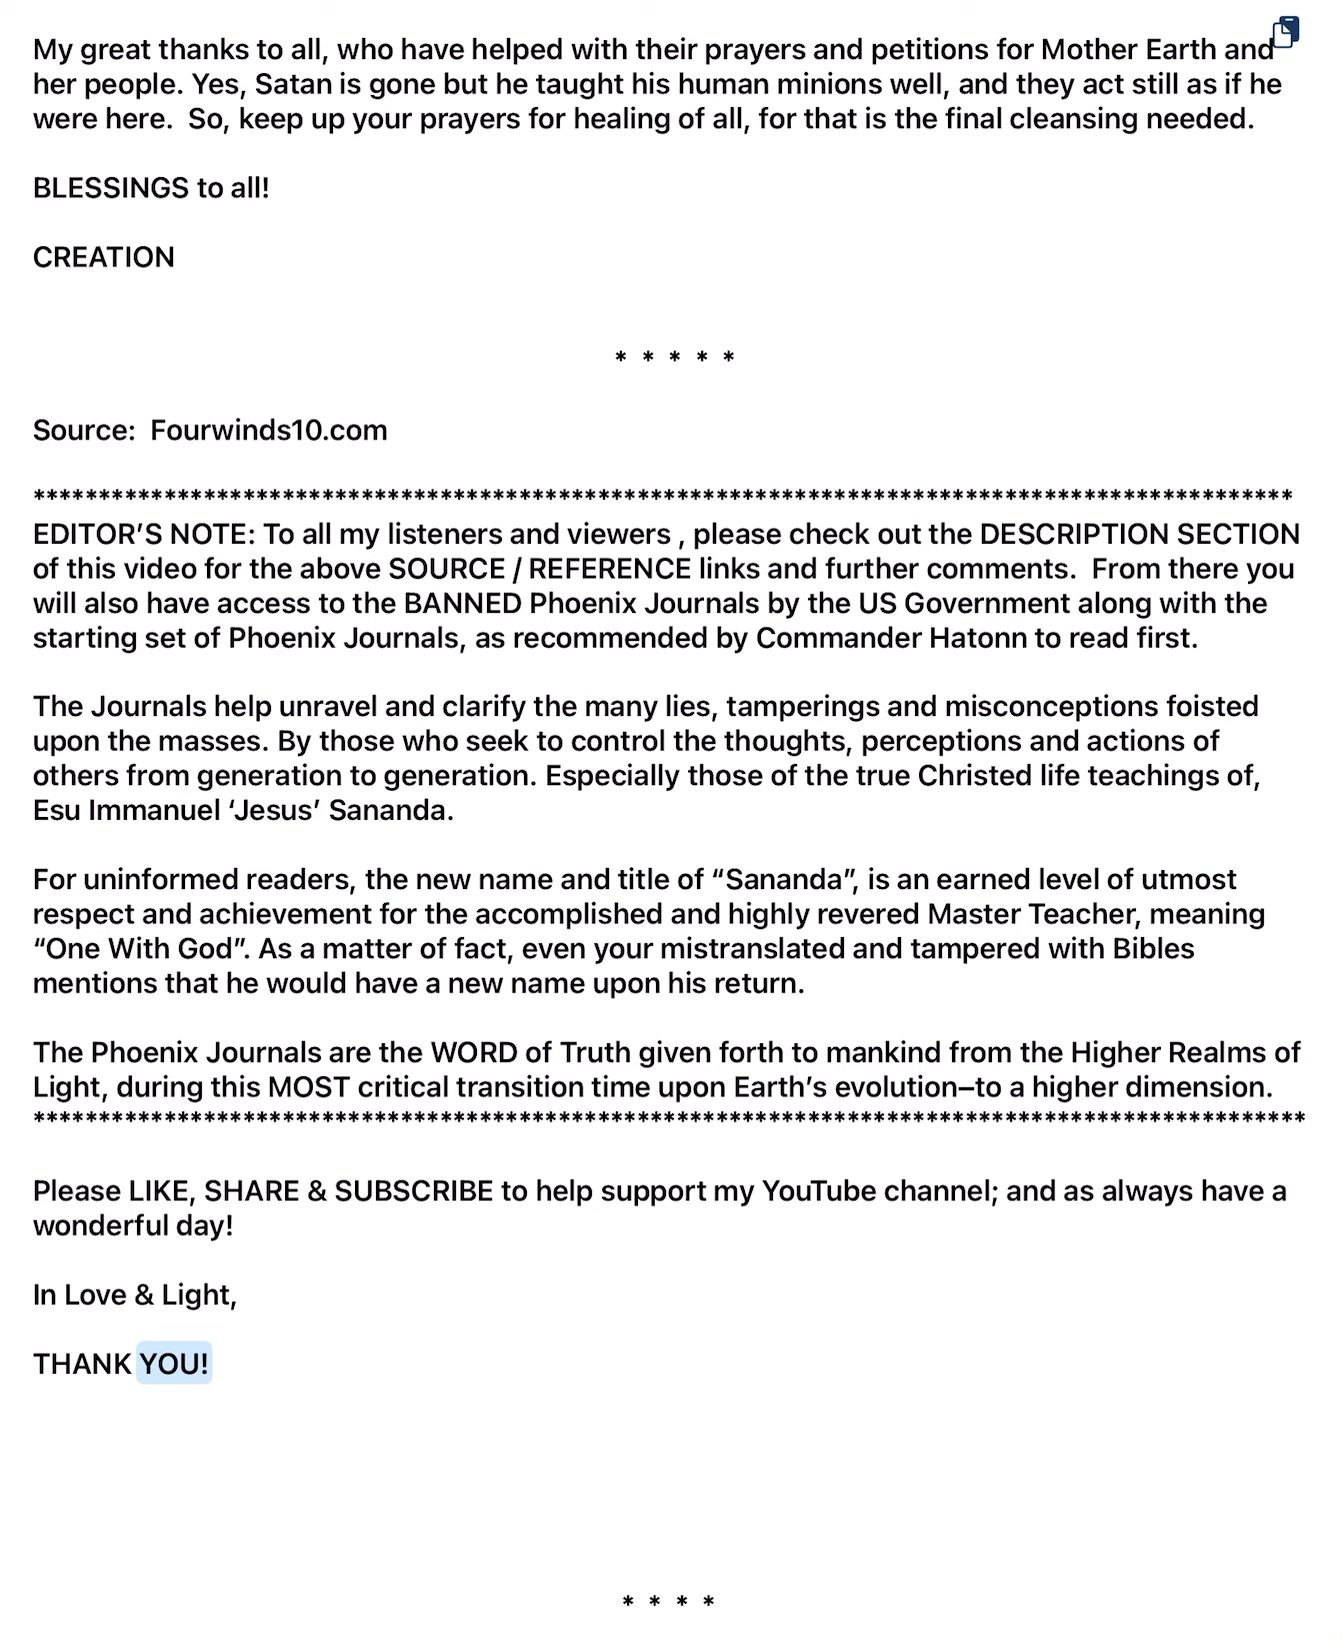 My great thanks to all, who have helped with their prayers and petitions for Mother Earth and
her people. Yes, Satan is gone but he taught his human minions well, and they act still as if he
were here.  So, keep up your prayers for healing of all, for that is the final cleansing needed.
BLESSINGS to all!
CREATION
* * * * *
Source:  Fourwinds10.com
*************************************************************************************************
EDITOR’S NOTE: To all my listeners and viewers , please check out the DESCRIPTION SECTION
of this video for the above SOURCE / REFERENCE links and further comments.  From there you
will also have access to the BANNED Phoenix Journals by the US Government along with the
starting set of Phoenix Journals, as recommended by Commander Hatonn to read first.
The Journals help unravel and clarify the many lies, tamperings and misconceptions foisted
upon the masses. By those who seek to control the thoughts, perceptions and actions of
others from generation to generation. Especially those of the true Christed life teachings of,
Esu Immanuel ‘Jesus’ Sananda.
For uninformed readers, the new name and title of “Sananda”, is an earned level of utmost
respect and achievement for the accomplished and highly revered Master Teacher, meaning
“One With God”. As a matter of fact, even your mistranslated and tampered with Bibles
mentions that he would have a new name upon his return.
The Phoenix Journals are the WORD of Truth given forth to mankind from the Higher Realms of
Light, during this MOST critical transition time upon Earth’s evolution—to a higher dimension.
**************************************************************************************************
Please LIKE, SHARE & SUBSCRIBE to help support my YouTube channel; and as always have a
wonderful day!
In Love & Light,
THANK YOU!
* * * *